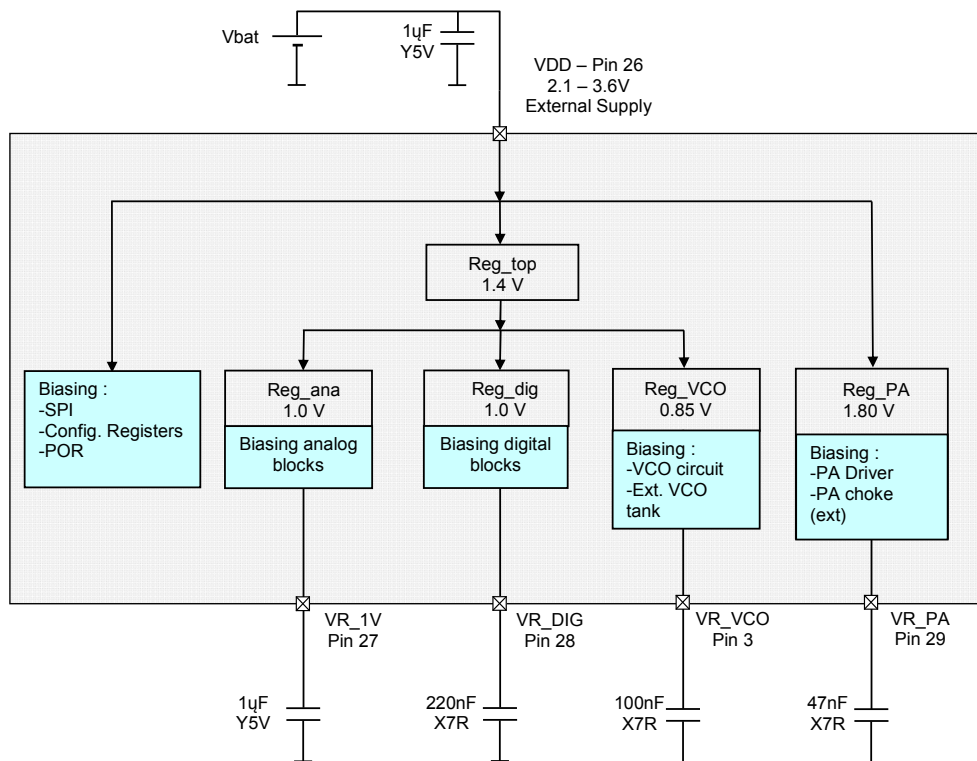 Vbat
1ųF
Y5V
VDD – Pin 26
2.1 – 3.6V
External Supply
Reg_top
1.4 V
Biasing :
-SPI
-Config. Registers
-POR
Reg_ana
1.0 V
Biasing analog
blocks
Reg_dig
1.0 V
Biasing digital
blocks
Reg_VCO
0.85 V
Biasing :
-VCO circuit
-Ext. VCO
tank
Reg_PA
1.80 V
Biasing :
-PA Driver
-PA choke
(ext)
VR_1V
Pin 27
VR_DIG
Pin 28
VR_VCO
Pin 3
VR_PA
Pin 29
1ųF
Y5V
220nF
X7R
100nF
X7R
47nF
X7R